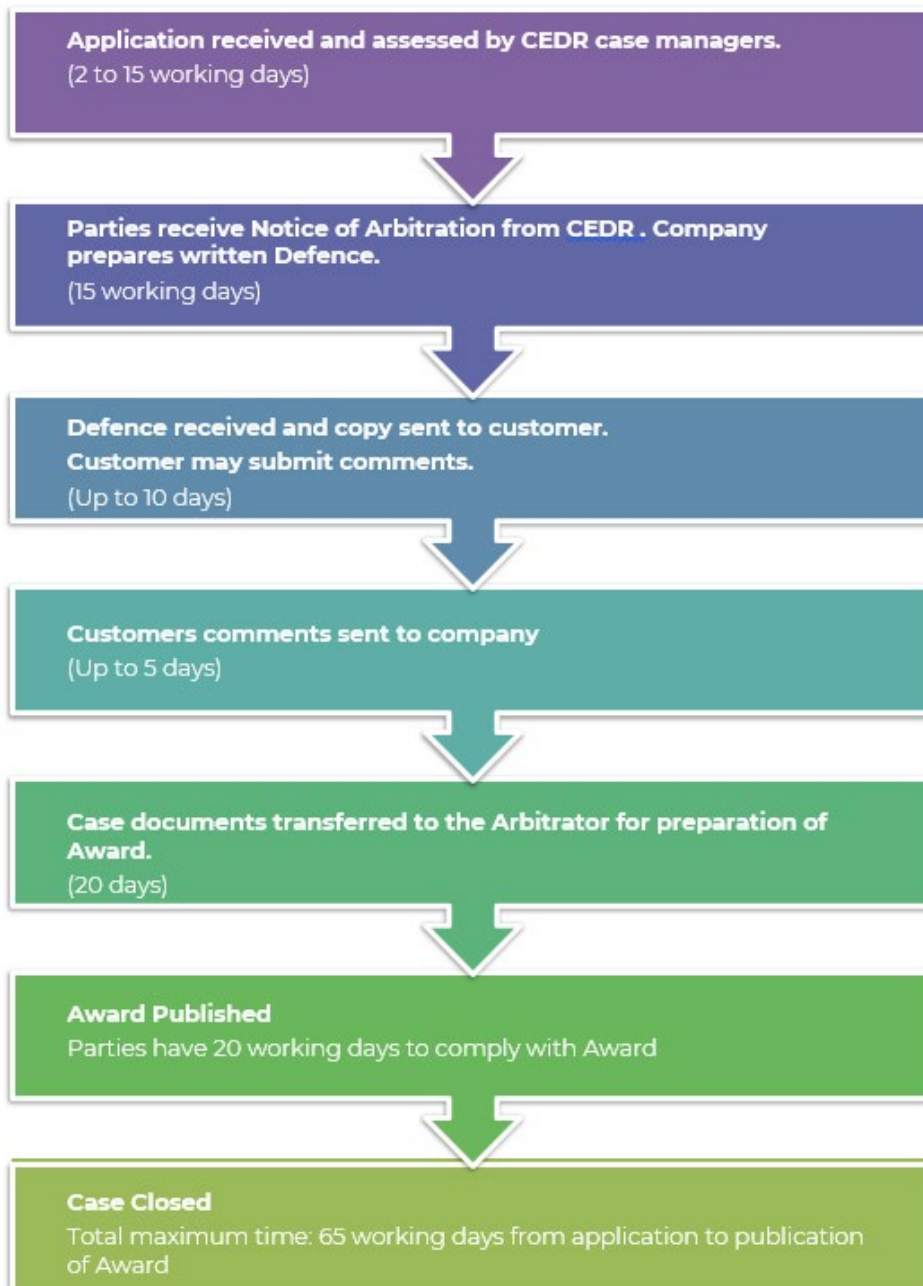 Application received and assessed by CEDR case managers.
(2 to 15 working days)
Parties receive Notice of Arbitration from CEDR . Company
prepares written Defence.
(15 working days)
Defence received and copy sent to customer.
Customer may submit comments.
(Up to 10 days)
Customers comments sent to company
(Up to 5 days)
Case documents transferred to the Arbitrator for preparation of
Award.
(20 days)
Award Published
Parties have 20 working days to comply with Award
Case Closed
Total maximum time: 65 working days from application to publication
of Award